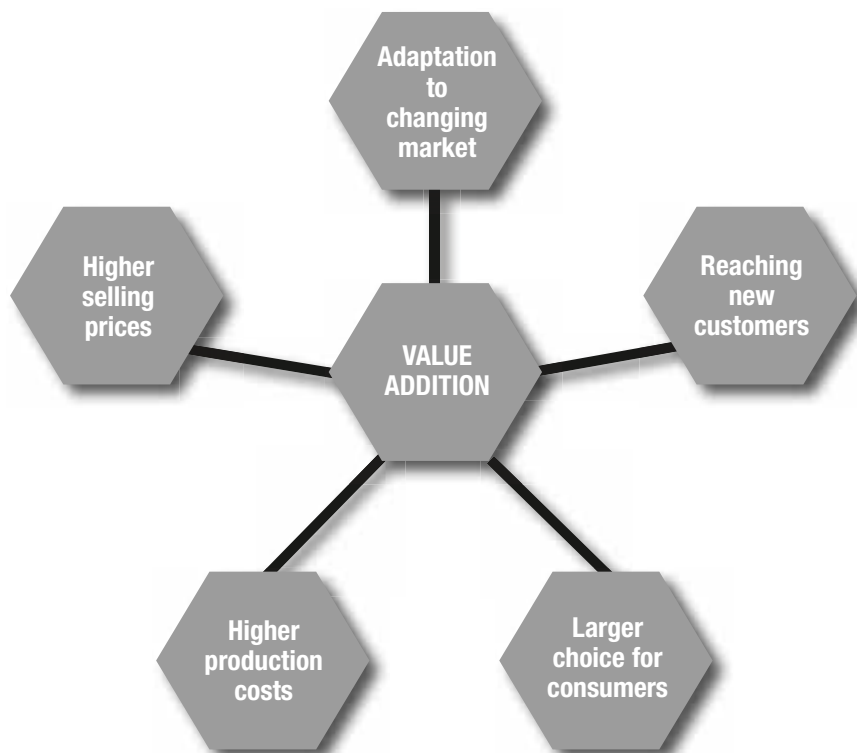 Adaptation
to
changing
market
Higher
selling
prices
Reaching
new
customers
VALUE
ADDITION
Higher
production
costs
Larger
choice for
consumers